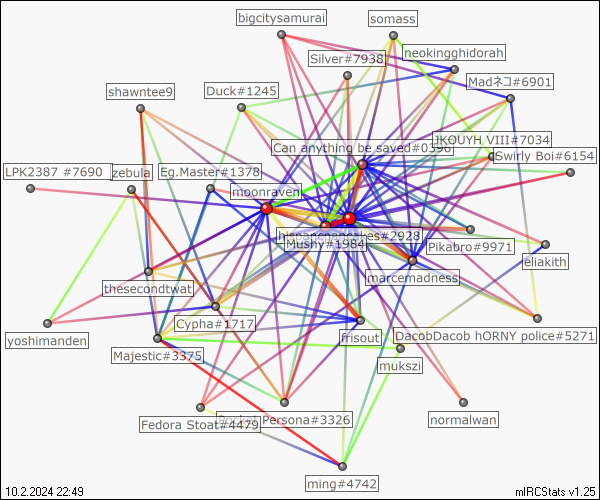 bigcitysamurai
somass
neokingghidorah
Silver#7938
Madネコ#6901
shawntee9
Duck#1245
JKOUYH VIII#7034
Can anything be saved#0396
Swirly Boi#6154
LPK2387 #7690
zebula
Eg.Master#1378
moonraven
#2928
Mushy#1984
Pikabro#9971
eliakith
marcemadness
thesecondtwat
Cypha#1717
frisout
DacobDacob hORNY police#5271
yoshimanden
Majestic#3375
mukszi
Fedora Stoat#4479
Persona#3326
normalwan
ming#4742
10.2.2024 22:49
mIRCStats v1.25